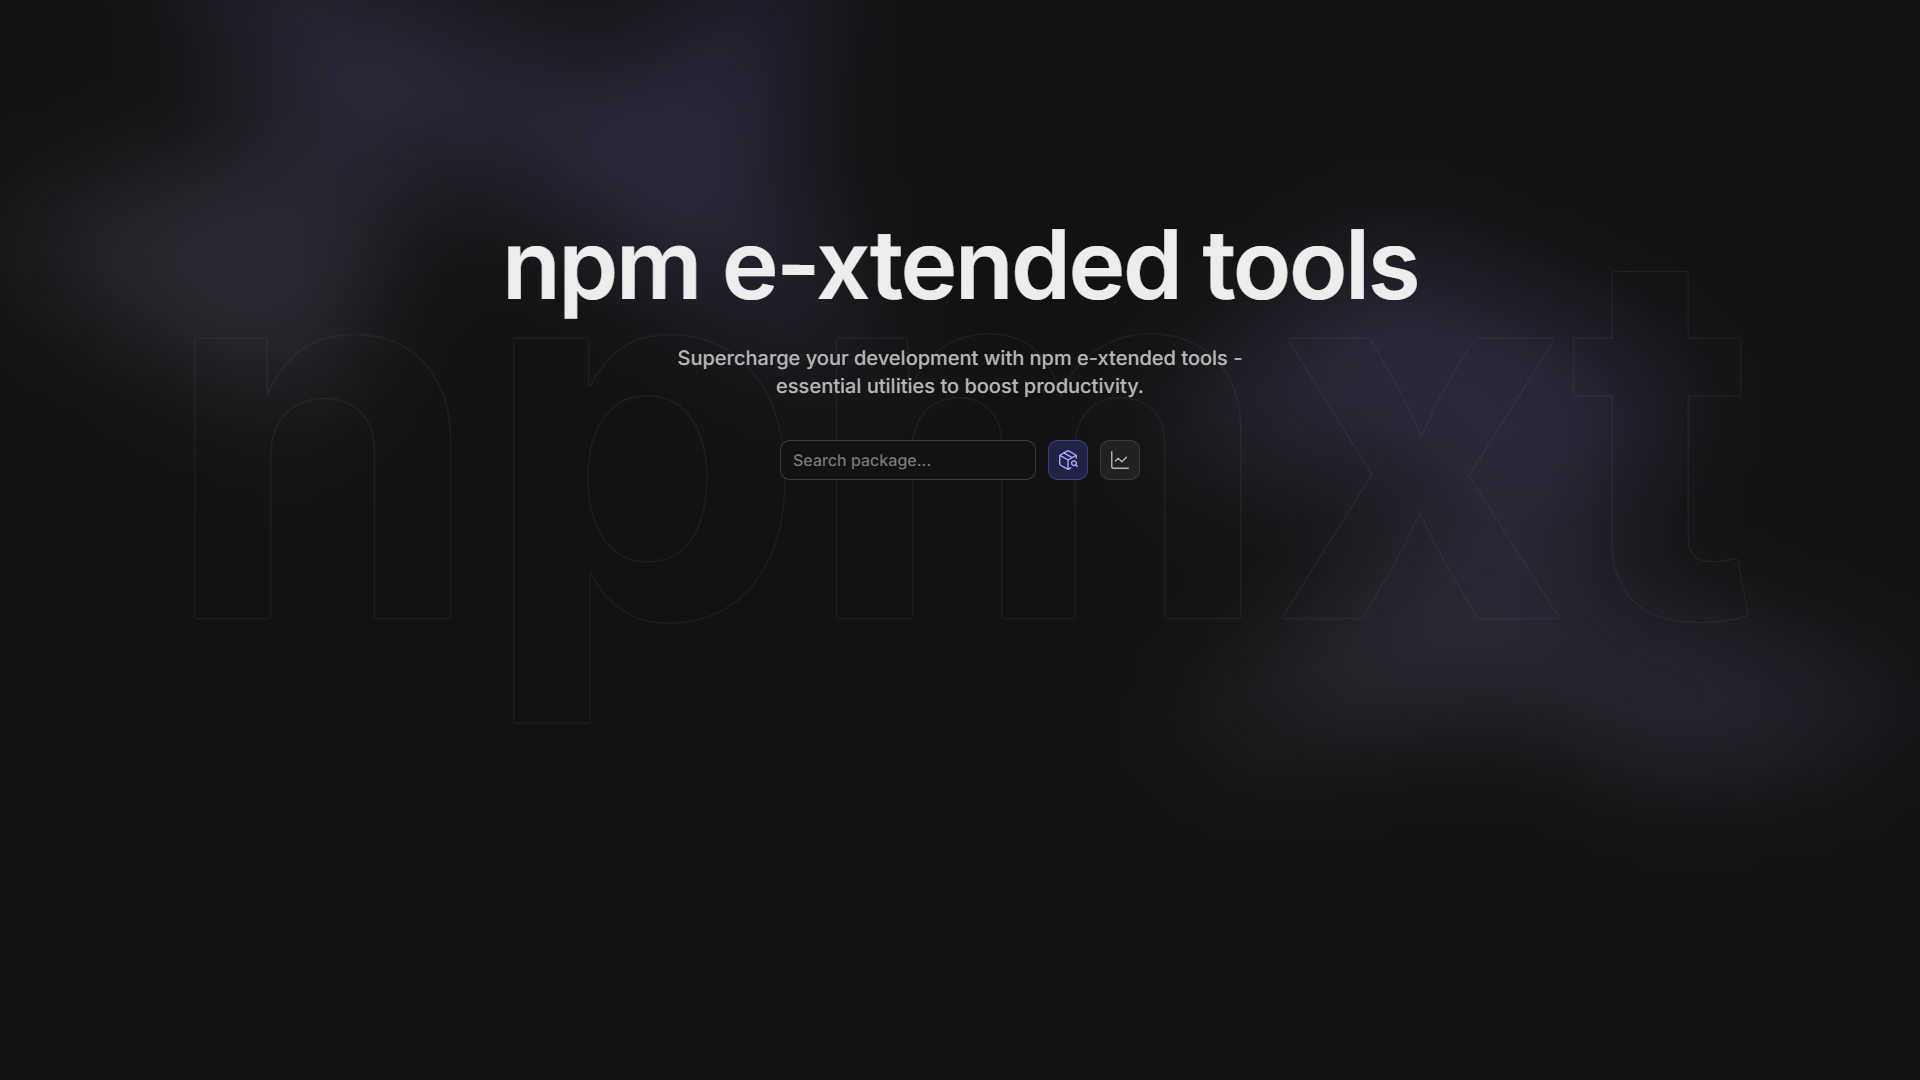 npm e-xtended tools
Supercharge your development with npm e-xtended tools -
essential utilities to boost productivity.
Search package...
npmxt